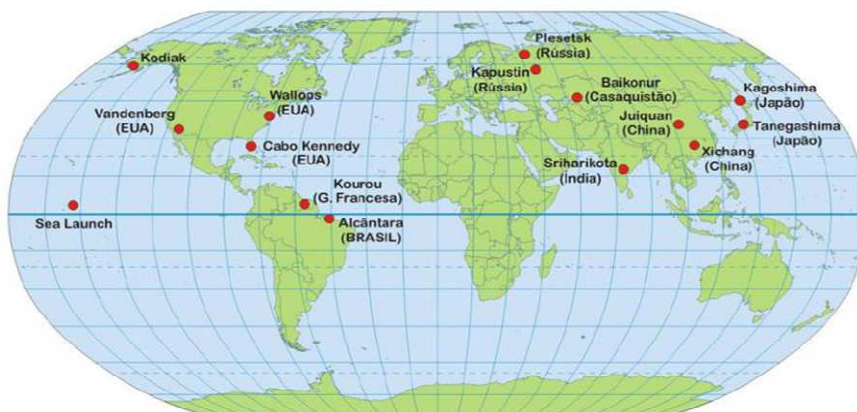 Kodiak
Plesetsk
(Rússia)
Kapustin
(Rússia)
Baikonur
(Casaquistão)
Kagoshima
(Japão)
Wallops
(EUA)
Vandenberg
(EUA)
Juiquan
(China)
Tanegashima
(Japão)
Cabo Kennedy
(EUA)
Xichang
(China)
Sriharikota
(Índia)
Kourou
(G. Francesa)
Sea Launch
Alcântara
(BRASIL)